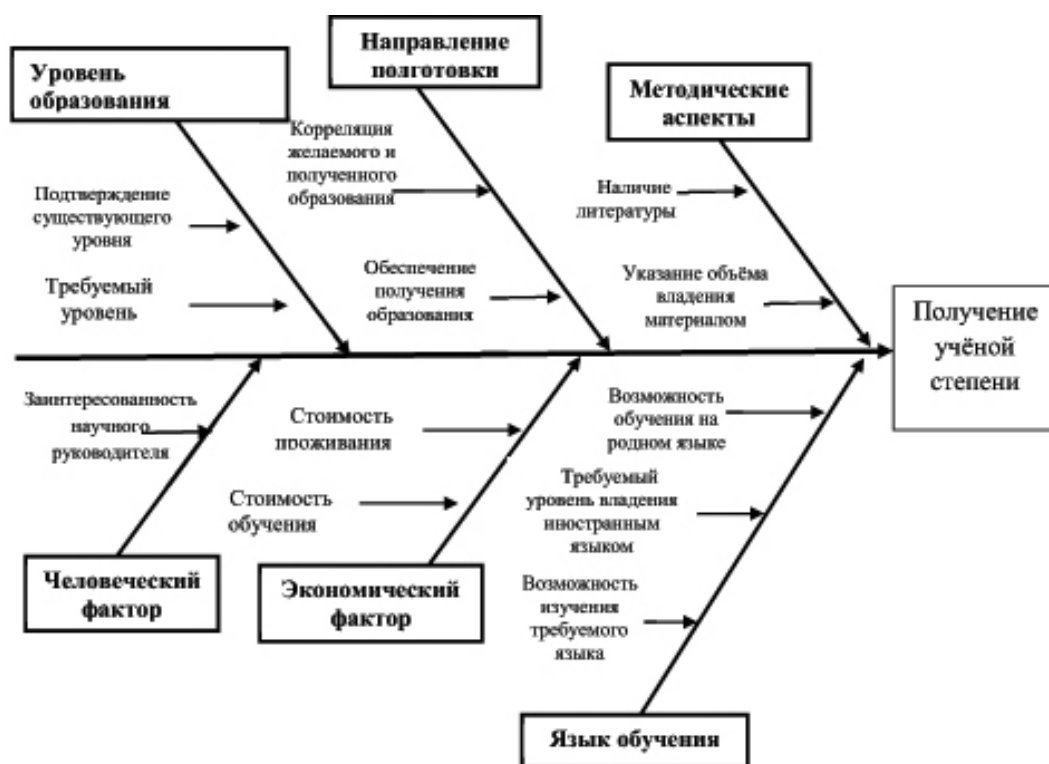 Уровень
образования
Направление
полготовки
Методические
аспекты
Подтверждение
существующего
уровня
Требуемый
уровень
Корреляция
желаемого и
полученного
образования
Обеспечение
получения
образования
Наличие
литературы
Указание объёма
владения
материалом
Получение
учёной
степени
Заинтересованность
научного
руководителя
Человеческий
фактор
Стоимость
проживания
Стоимость
обучения
Экономический
фактор
Возможность
обучения на
родном языке
Требуемый
уровень владения
иностранным
языком
Возможность
изучения
требуемого
языка
Язык обучения